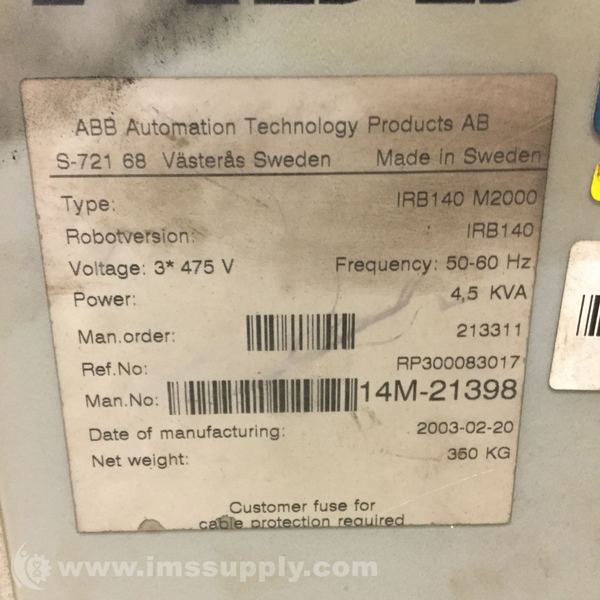 ABB Automation Technology Products AB
S-721 68 Västerås Sweden Made in Sweden
Type: IRB140 M2000
Robotversion: IRB140
Voltage: 3* 475 V Frequency: 50-60 Hz
Power: 4,5 KVA
Man.order: 213311
Ref.No: RP300083017
Man.No: 14M-21398
Date of manufacturing: 2003-02-20
Net weight: 350 KG
Customer fuse for
cable protection required
www.imssupply.com